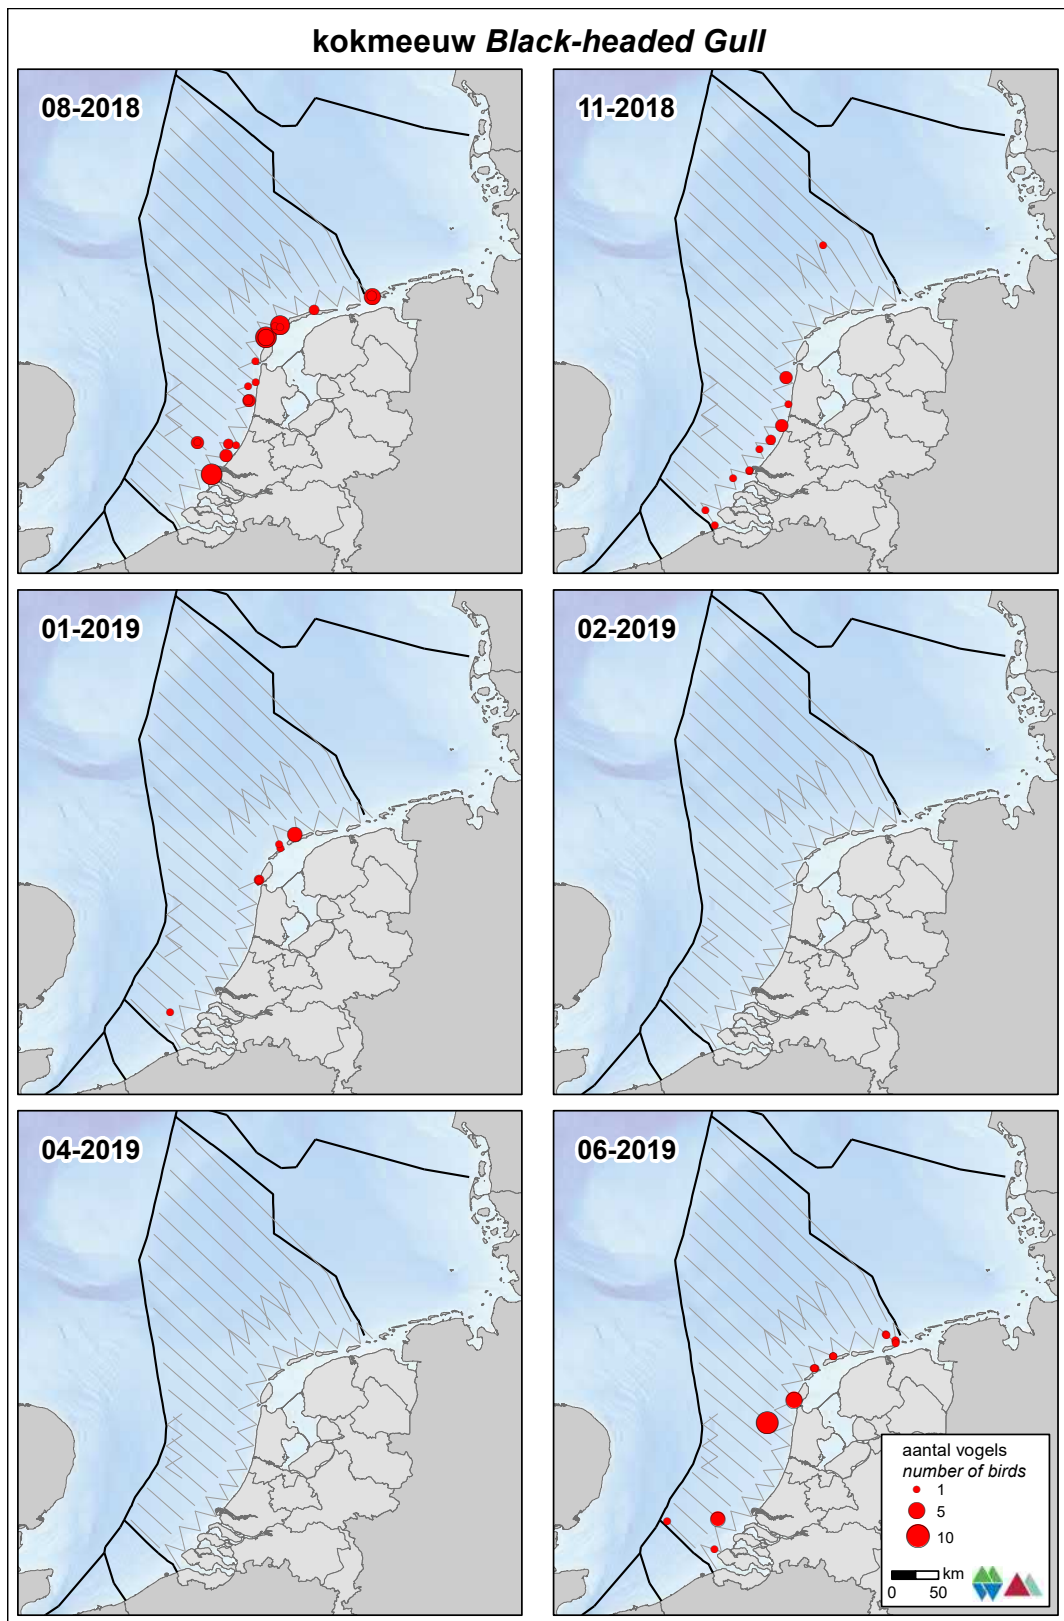 kokmeeuw Black-headed Gull
08-2018
11-2018
01-2019
02-2019
04-2019
06-2019
aantal vogels
number of birds
1
5
10
km
0 50